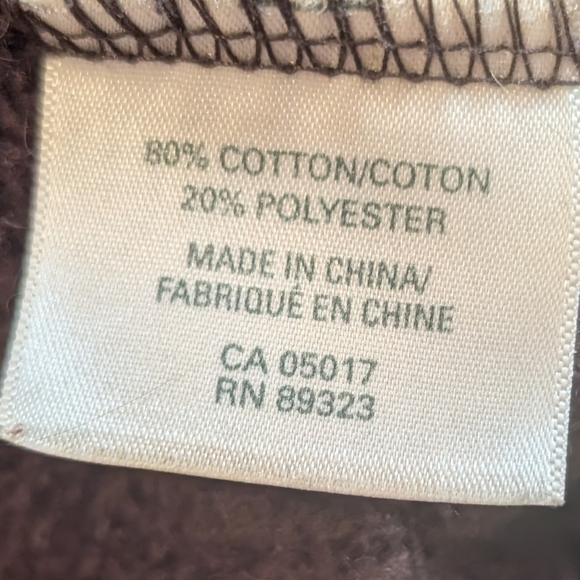 80% COTTON/COTON
20% POLYESTER
MADE IN CHINA/
FABRIQUÉ EN CHINE
CA 05017
RN 89323